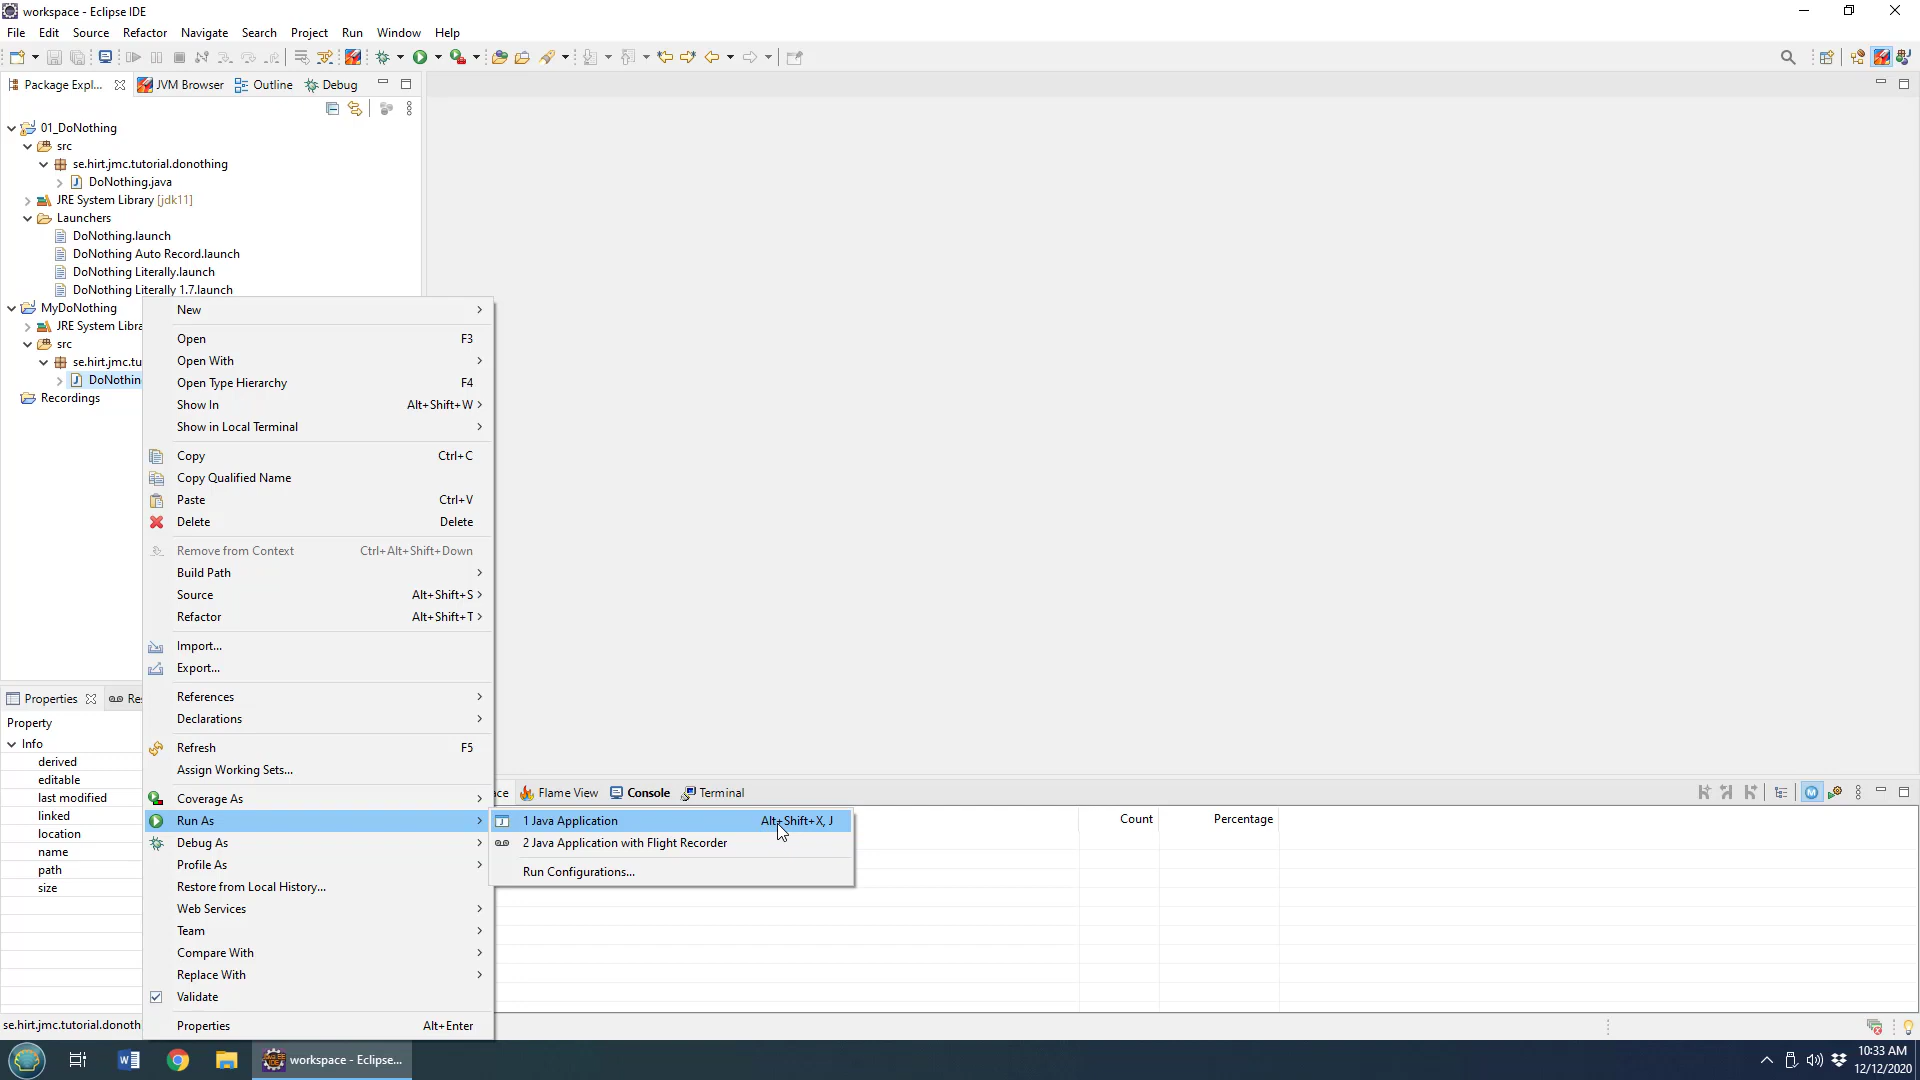 workspace - Eclipse IDE
File Edit Source Refactor Navigate Search Project Run Window Help
Package Expl... JVM Browser Outline Debug
01_DoNothing
src
se.hirt.jmc.tutorial.donothing
DoNothing.java
JRE System Library [jdk11]
Launchers
DoNothing.launch
DoNothing Auto Record.launch
DoNothing Literally.launch
DoNothing Literally 1.7.launch
MyDoNothing
JRE System Libra
src
se.hirt.jmc.tu
DoNothin
Recordings
New
Open F3
Open With
Open Type Hierarchy F4
Show In Alt+Shift+W
Show in Local Terminal
Copy Ctrl+C
Copy Qualified Name
Paste Ctrl+V
Delete Delete
Remove from Context Ctrl+Alt+Shift+Down
Build Path
Source Alt+Shift+S
Refactor Alt+Shift+T
Import...
Export...
References
Declarations
Refresh F5
Assign Working Sets...
Coverage As
Run As
Debug As
Profile As
Restore from Local History...
Web Services
Team
Compare With
Replace With
Validate
Properties Alt+Enter
1 Java Application Alt+Shift+X, J
2 Java Application with Flight Recorder
Run Configurations...
Properties Res
Property
Info
derived
editable
last modified
linked
location
name
path
size
ce Flame View Console Terminal
Count Percentage
se.hirt.jmc.tutorial.donoth
workspace - Eclipse...
10:33 AM
12/12/2020